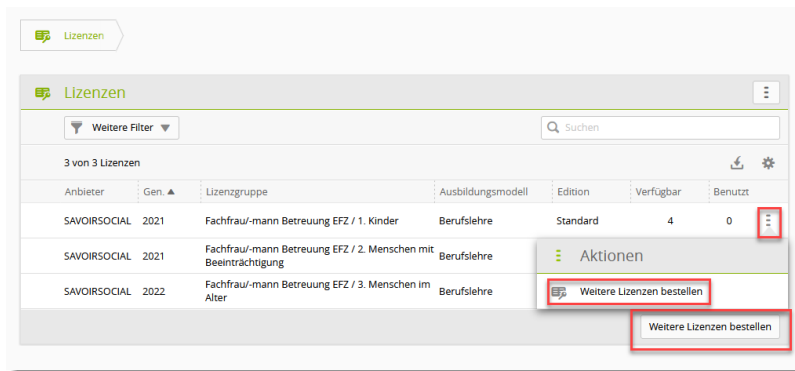 Lizenzen
Lizenzen
Weitere Filter
Suchen
3 von 3 Lizenzen
Anbieter Gen. ▲ Lizenzgruppe Ausbildungsmodell Edition Verfügbar Benutzt
SAVOIRSOCIAL 2021 Fachfrau/-mann Betreuung EFZ / 1. Kinder Berufslehre Standard 4 0
SAVOIRSOCIAL 2021 Fachfrau/-mann Betreuung EFZ / 2. Menschen mit
Beeinträchtigung Berufslehre
Aktionen
SAVOIRSOCIAL 2022 Fachfrau/-mann Betreuung EFZ / 3. Menschen im
Alter Berufslehre
Weitere Lizenzen bestellen
Weitere Lizenzen bestellen